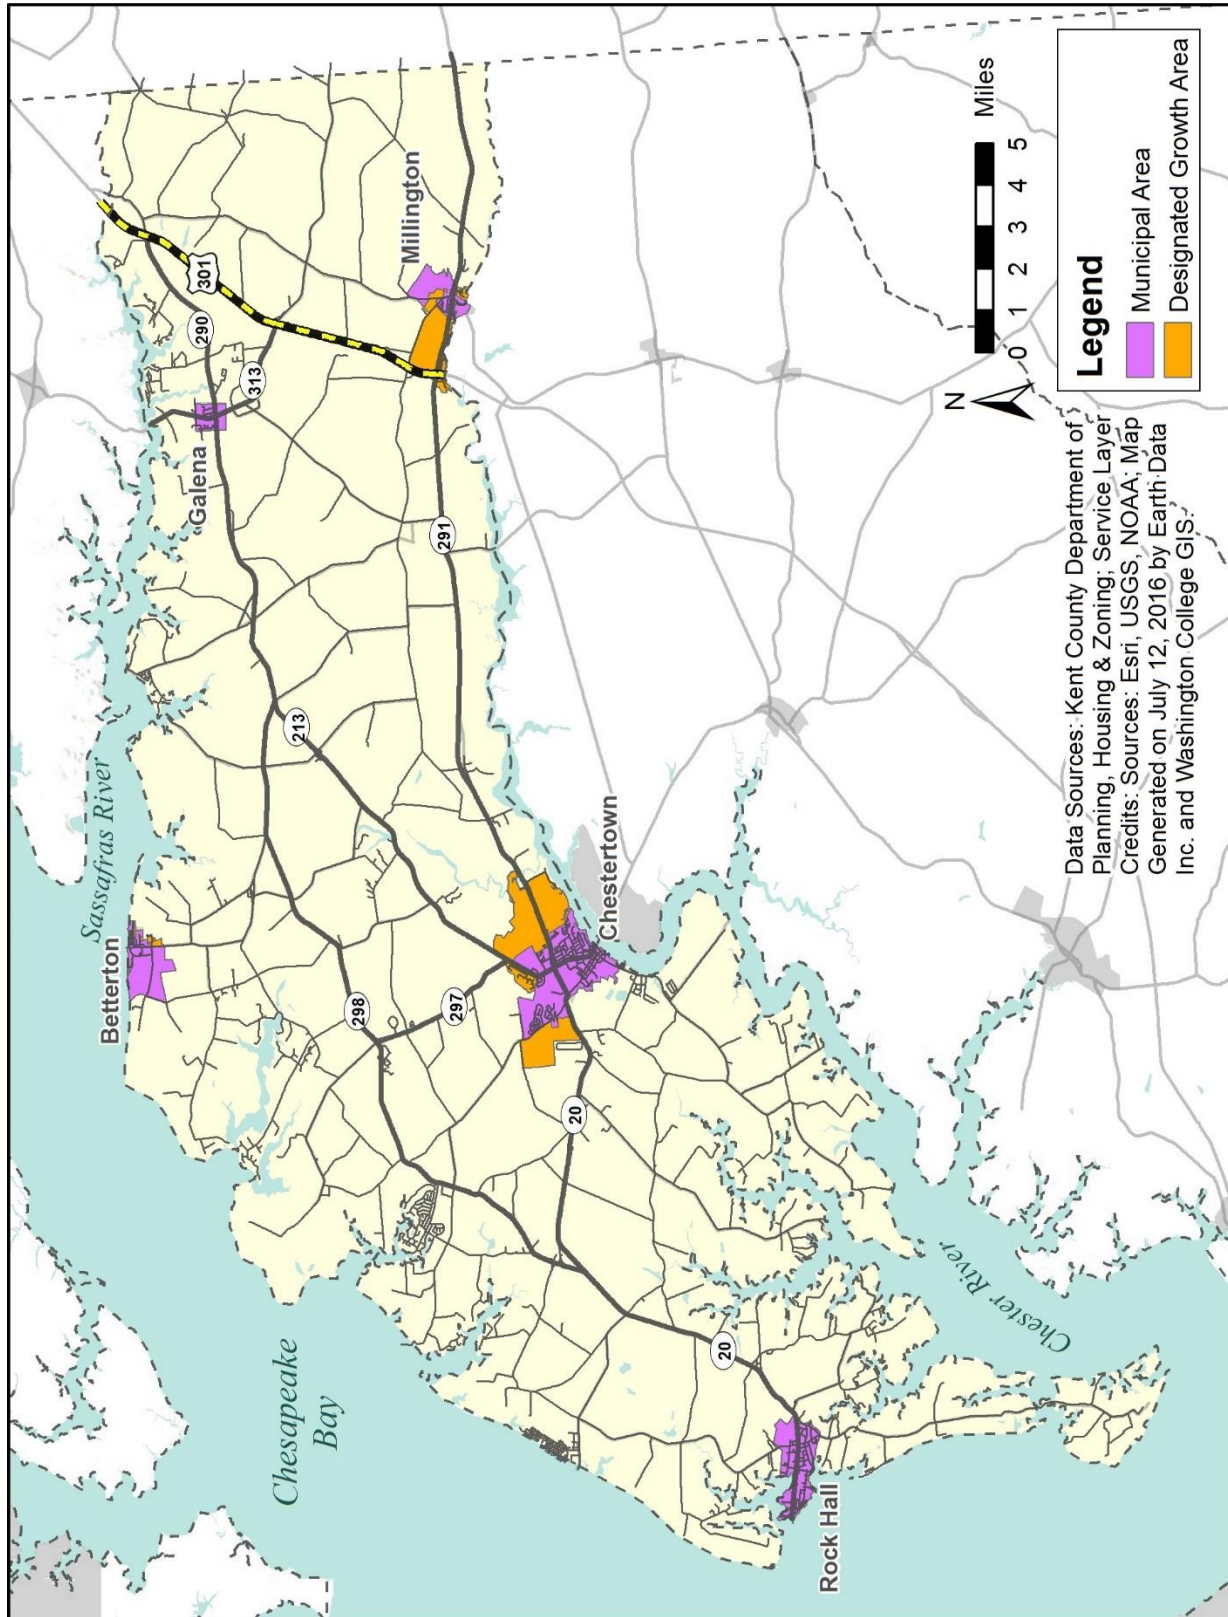 Sassafras River
Betterton
Galena
290
301
313
Millington
213
298
297
291
Chestertown
20
Chesapeake
Bay
20
Rock Hall
Chester River
N
0 1 2 3 4 5 Miles
Data Sources: Kent County Department of
Planning, Housing & Zoning; Service Layer
Credits: Sources: Esri, USGS, NOAA; Map
Generated on July 12, 2016 by Earth Data
Inc. and Washington College GIS.
Legend
Municipal Area
Designated Growth Area